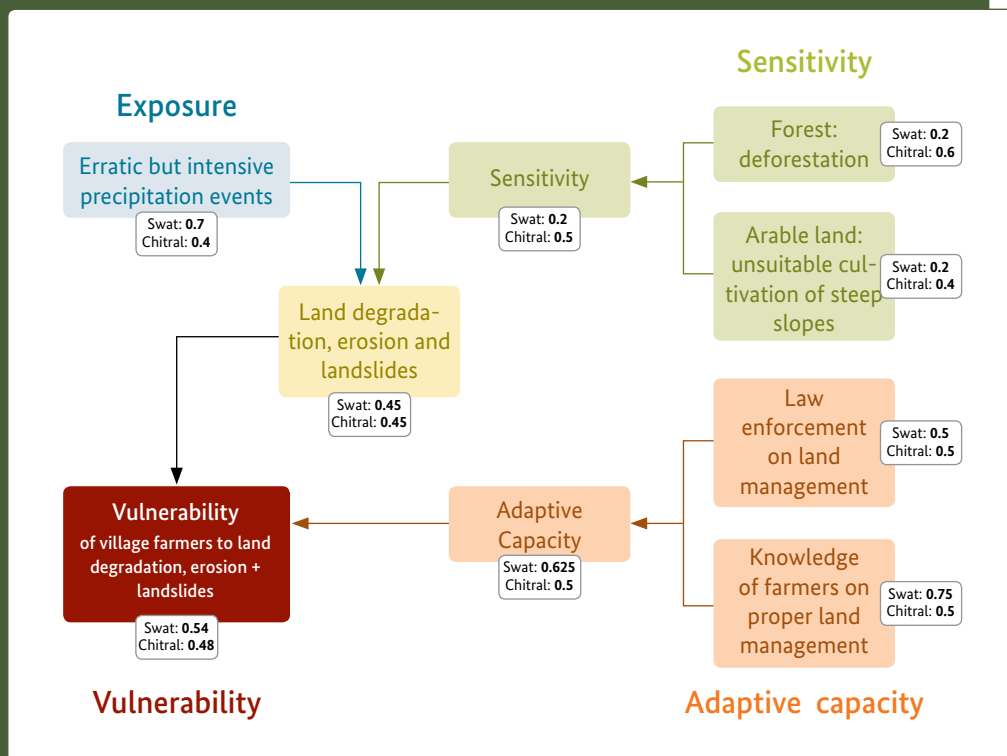 Exposure
Erratic but intensive
precipitation events
Swat: 0.7
Chitral: 0.4
Sensitivity
Swat: 0.2
Chitral: 0.5
Sensitivity
Forest:
deforestation
Swat: 0.2
Chitral: 0.6
Arable land:
unsuitable cul-
tivation of steep
slopes
Swat: 0.2
Chitral: 0.4
Land degrada-
tion, erosion and
landslides
Swat: 0.45
Chitral: 0.45
Law
enforcement
on land
management
Swat: 0.5
Chitral: 0.5
Vulnerability
of village farmers to land
degradation, erosion +
landslides
Swat: 0.54
Chitral: 0.48
Adaptive
Capacity
Swat: 0.625
Chitral: 0.5
Knowledge
of farmers on
proper land
management
Swat: 0.75
Chitral: 0.5
Vulnerability
Adaptive capacity